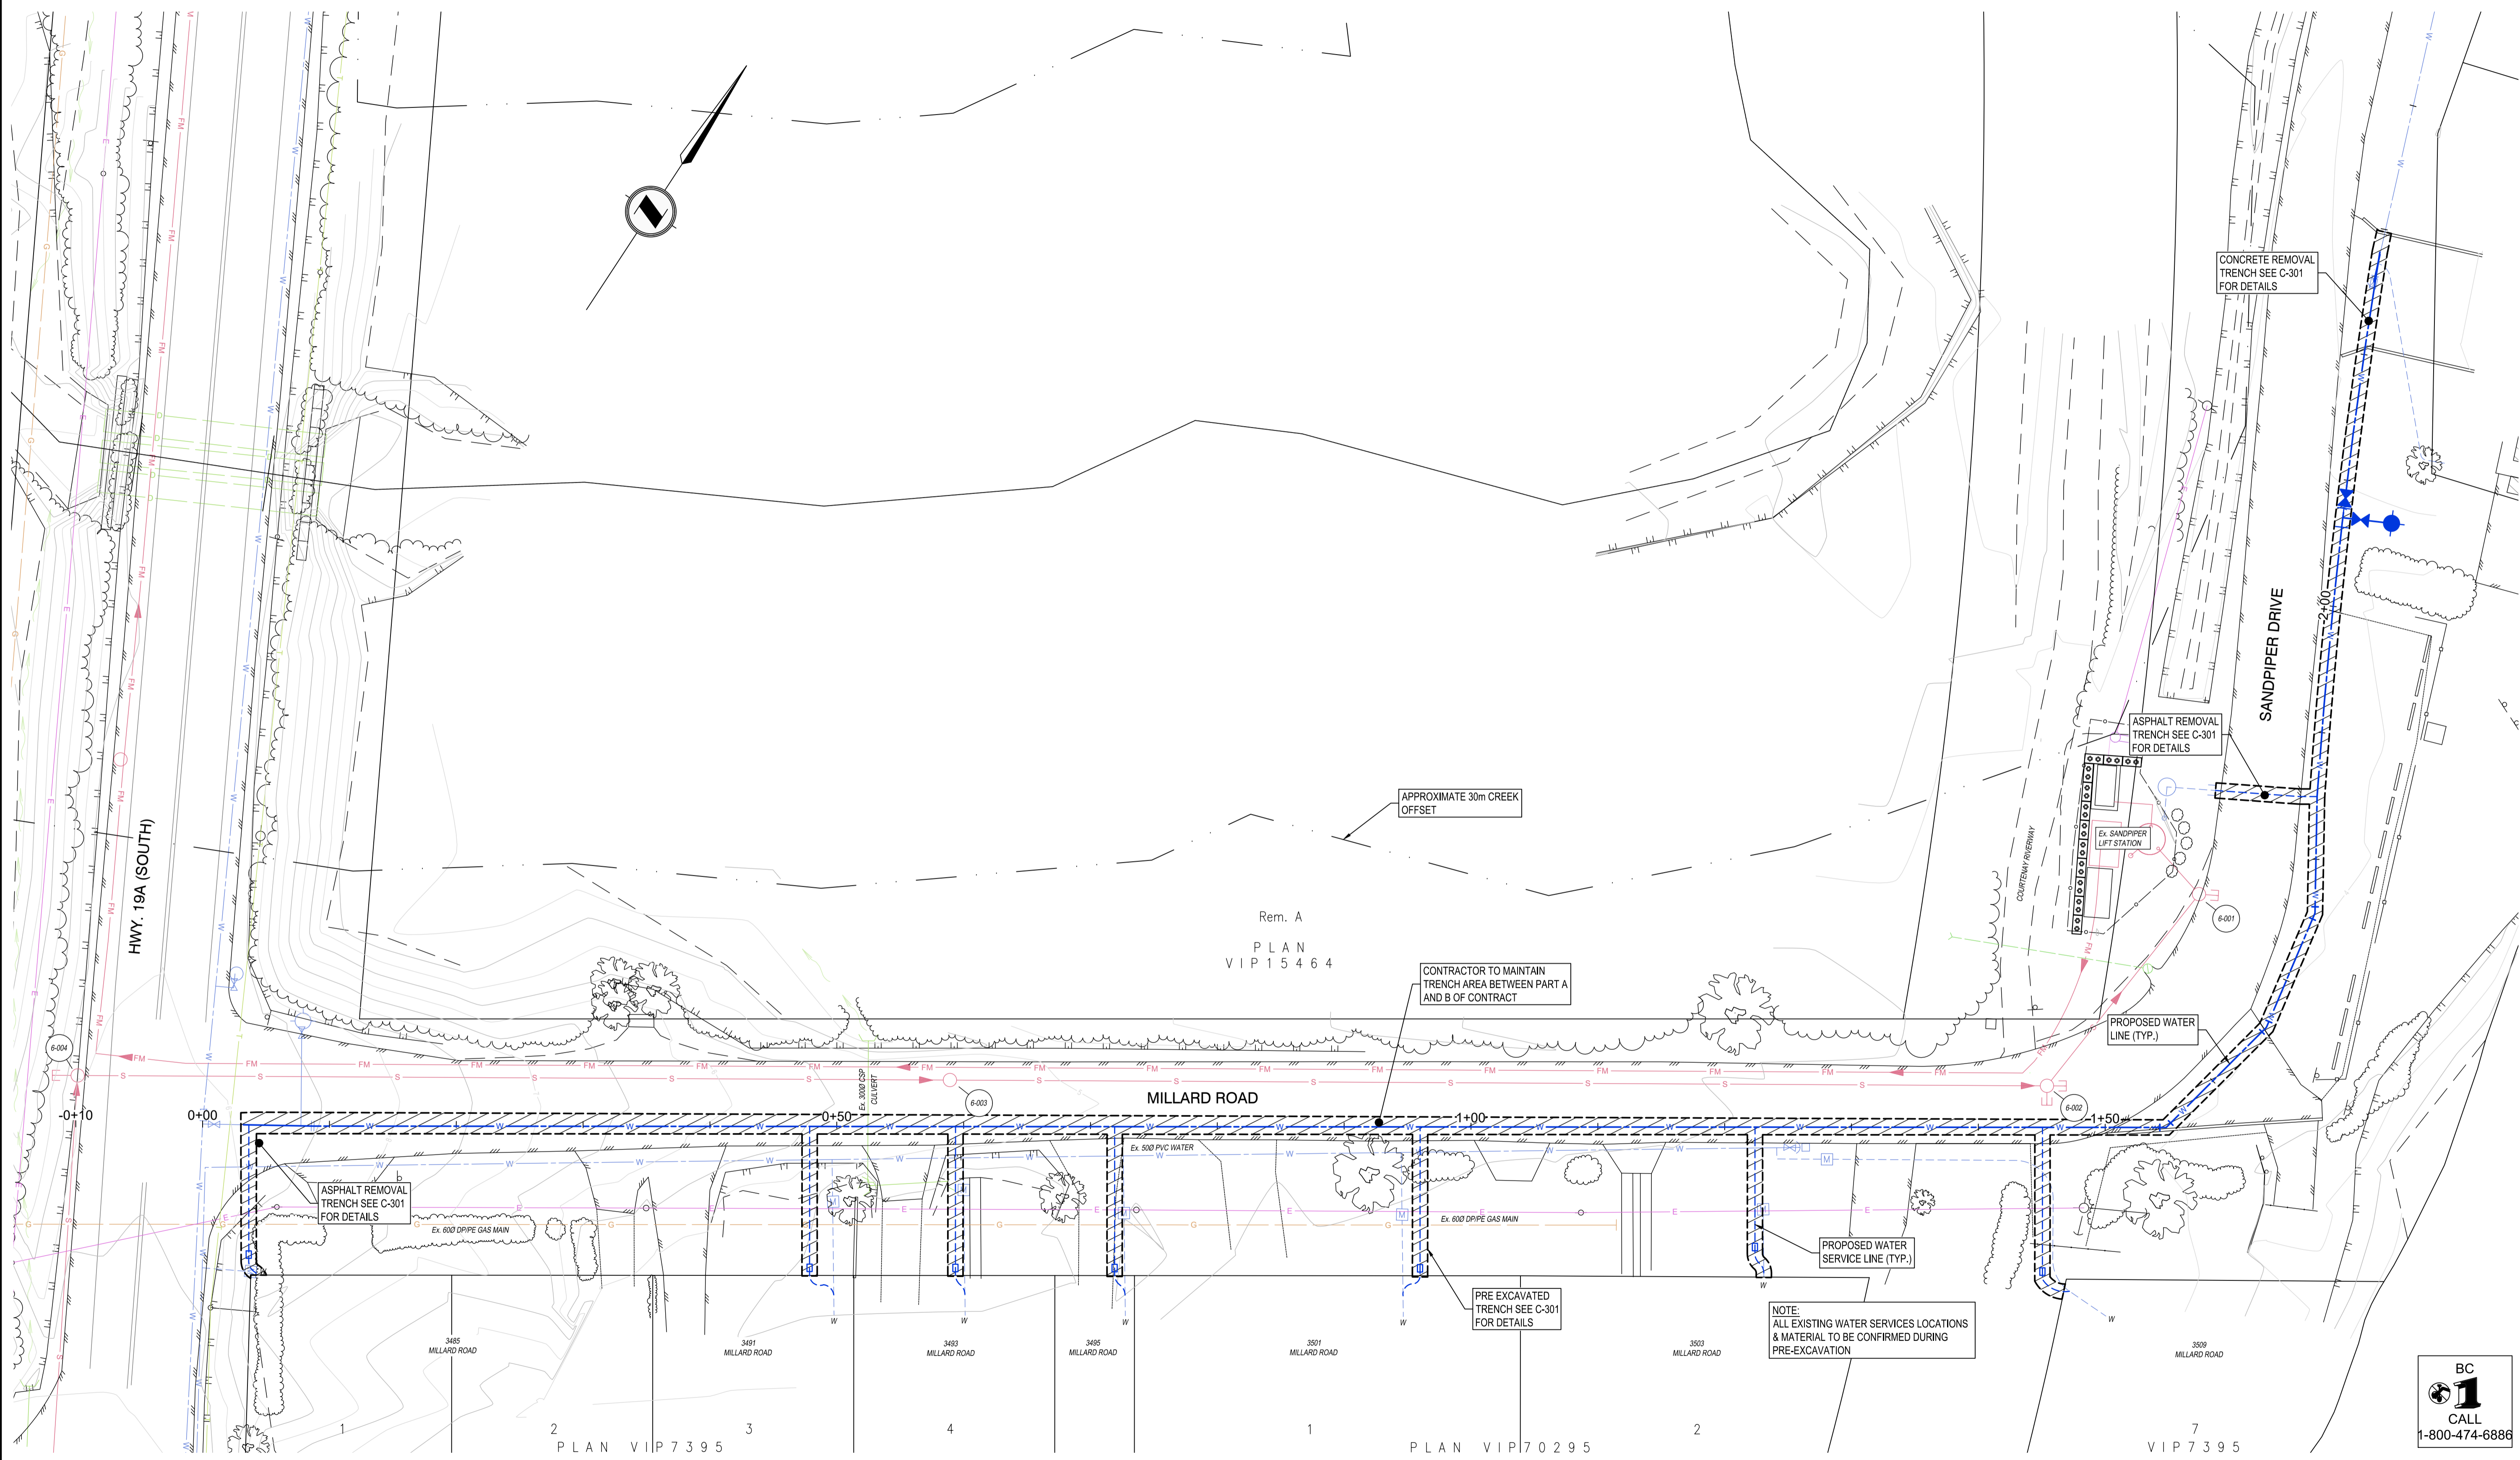 CONCRETE REMOVAL
TRENCH SEE C-301
FOR DETAILS
SANDPIPER DRIVE
2+00
ASPHALT REMOVAL
TRENCH SEE C-301
FOR DETAILS
APPROXIMATE 30m CREEK
OFFSET
Ex. SANDPIPER
LIFT STATION
COURTENAY RIVERWAY
6-001
HWY. 19A (SOUTH)
Rem. A
PLAN
VIP15464
CONTRACTOR TO MAINTAIN
TRENCH AREA BETWEEN PART A
AND B OF CONTRACT
PROPOSED WATER
LINE (TYP.)
6-004
Ex. 300Ø CSP
CULVERT
6-003
6-002
MILLARD ROAD
-0+10
0+00
0+50
1+00
1+50
Ex. 50Ø PVC WATER
ASPHALT REMOVAL
TRENCH SEE C-301
FOR DETAILS
Ex. 60Ø DP/PE GAS MAIN
Ex. 60Ø DP/PE GAS MAIN
PROPOSED WATER
SERVICE LINE (TYP.)
PRE EXCAVATED
TRENCH SEE C-301
FOR DETAILS
NOTE:
ALL EXISTING WATER SERVICES LOCATIONS
& MATERIAL TO BE CONFIRMED DURING
PRE-EXCAVATION
3485
MILLARD ROAD
3491
MILLARD ROAD
3493
MILLARD ROAD
3495
MILLARD ROAD
3501
MILLARD ROAD
3503
MILLARD ROAD
3509
MILLARD ROAD
1
2
3
4
1
2
7
PLAN VIP7395
PLAN VIP70295
VIP7395
BC
1
CALL
1-800-474-6886